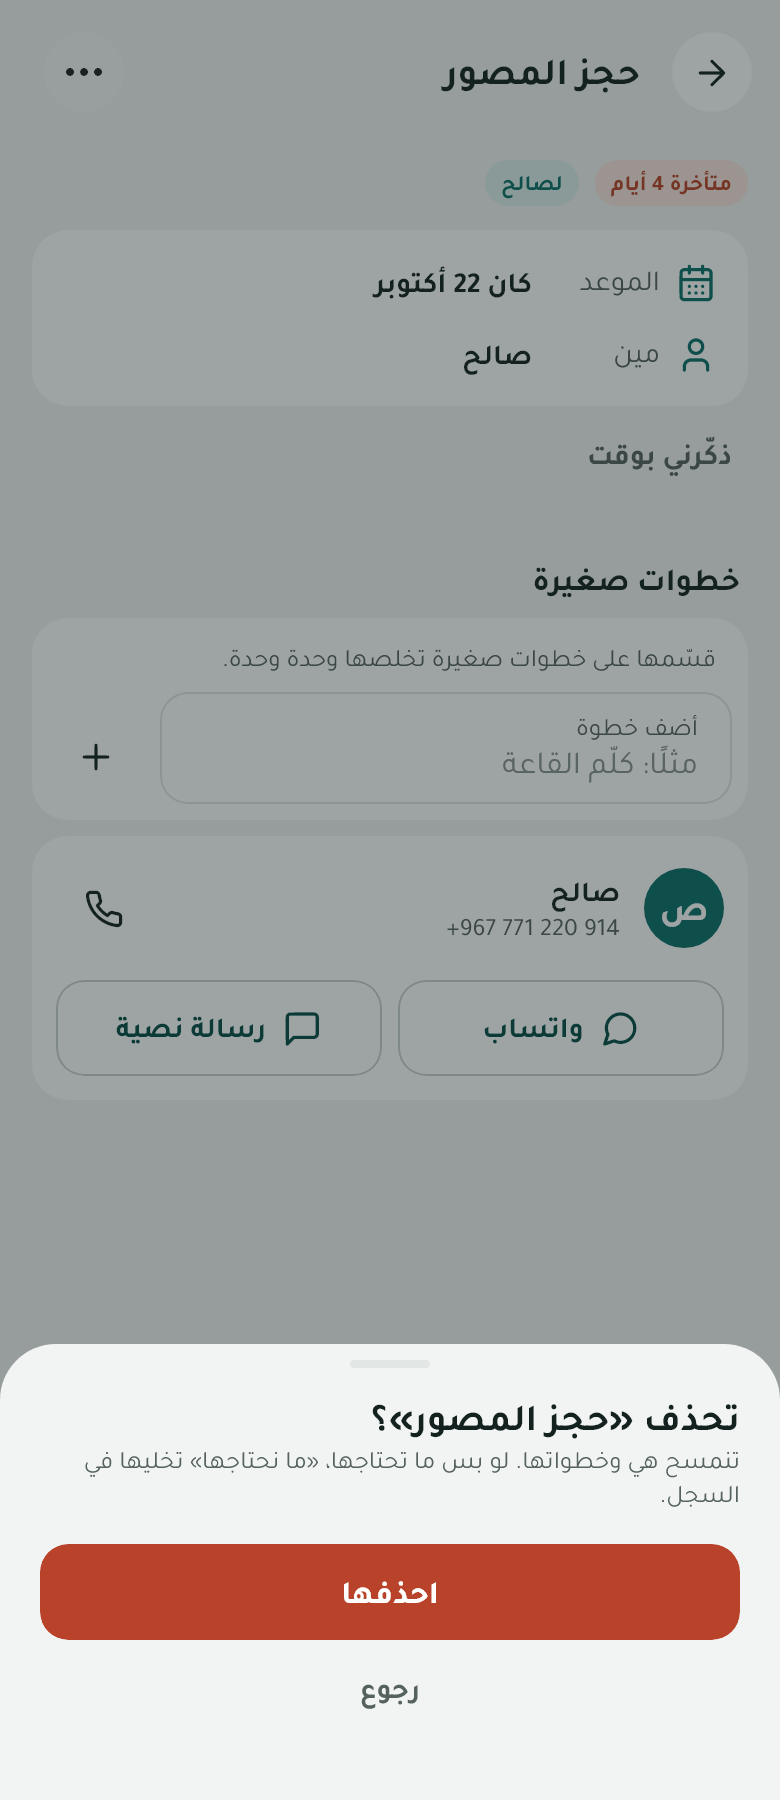 حجز المصور
متأخرة 4 أيام
لصالح
الموعد كان 22 أكتوبر
مين صالح
ذكّرني بوقت
خطوات صغيرة
قسّمها على خطوات صغيرة تخلصها وحدة وحدة.
أضف خطوة
مثلًا: كلّم القاعة
ص
صالح
+967 771 220 914
واتساب
رسالة نصية
تحذف «حجز المصور»؟
تنمسح هي وخطواتها. لو بس ما تحتاجها، «ما نحتاجها» تخليها في
السجل.
احذفها
رجوع